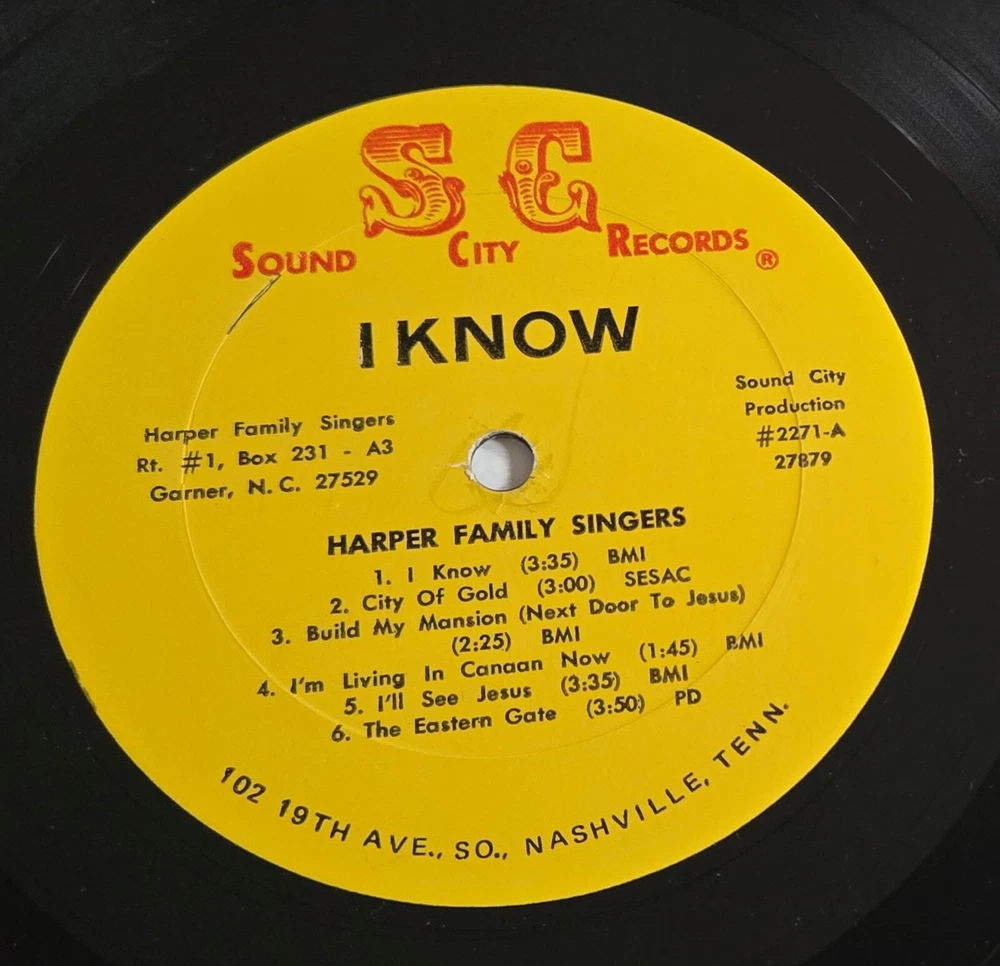 S C
SOUND CITY RECORDS ®
I KNOW
Harper Family Singers
Rt. #1, Box 231 - A3
Garner, N. C. 27529
Sound City
Production
#2271-A
27879
HARPER FAMILY SINGERS
1. I Know (3:35) BMI
2. City Of Gold (3:00) SESAC
3. Build My Mansion (Next Door To Jesus)
(2:25) BMI
4. I'm Living In Canaan Now (1:45) BMI
5. I'll See Jesus (3:35) BMI
6. The Eastern Gate (3:50) PD
102 19TH AVE., SO., NASHVILLE, TENN.